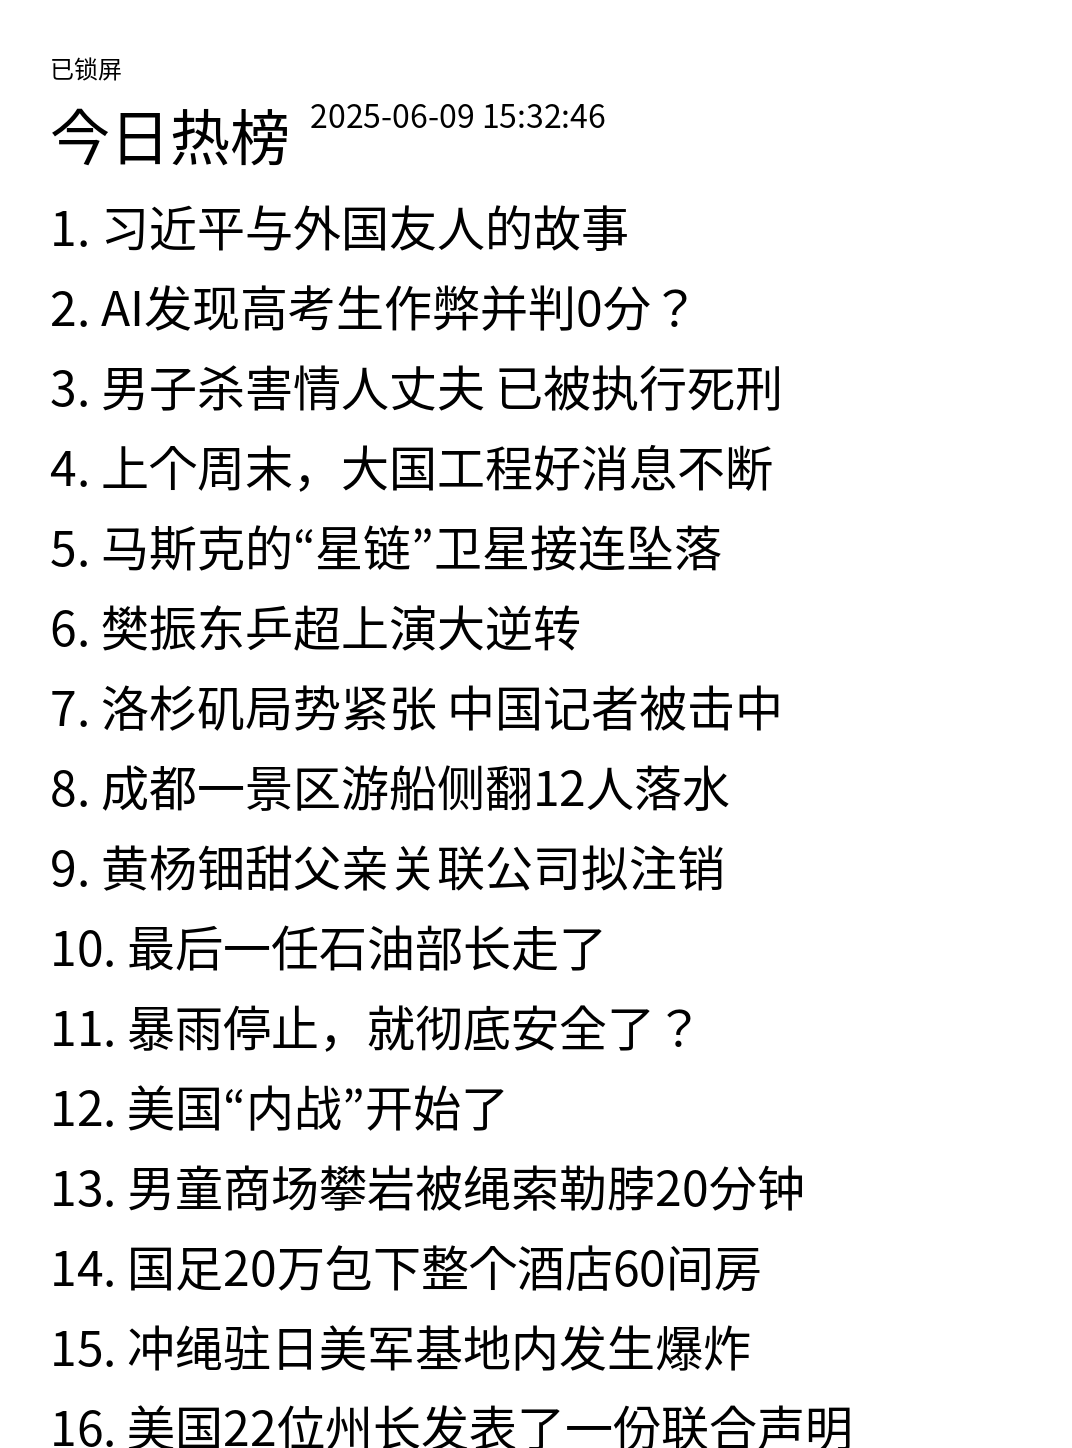 已锁屏
今日热榜 2025-06-09 15:32:46
1. 习近平与外国友人的故事
2. AI发现高考生作弊并判0分？
3. 男子杀害情人丈夫 已被执行死刑
4. 上个周末，大国工程好消息不断
5. 马斯克的“星链”卫星接连坠落
6. 樊振东乒超上演大逆转
7. 洛杉矶局势紧张 中国记者被击中
8. 成都一景区游船侧翻12人落水
9. 黄杨钿甜父亲关联公司拟注销
10. 最后一任石油部长走了
11. 暴雨停止，就彻底安全了？
12. 美国“内战”开始了
13. 男童商场攀岩被绳索勒脖20分钟
14. 国足20万包下整个酒店60间房
15. 冲绳驻日美军基地内发生爆炸
16. 美国22位州长发表了一份联合声明